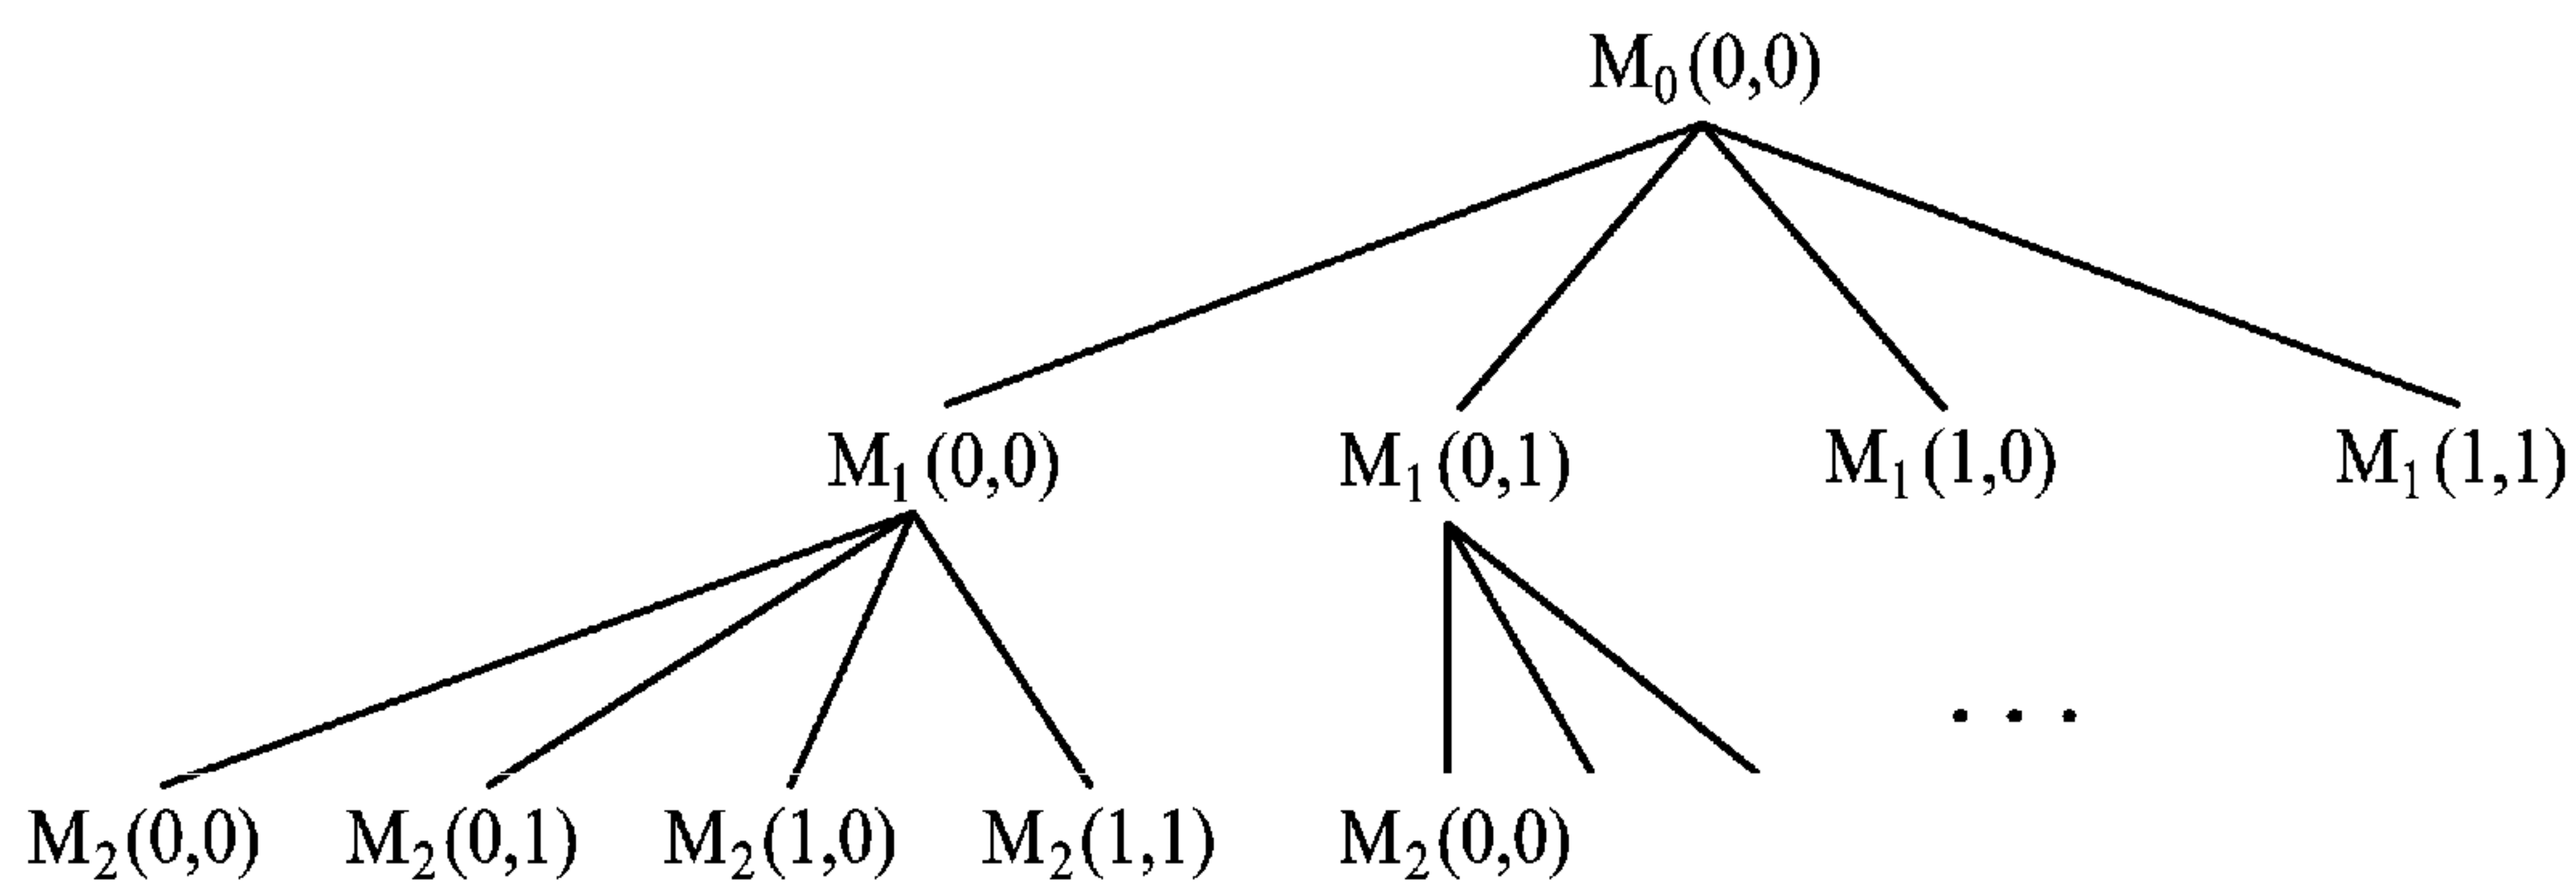 M₀(0,0)
M₁(0,0) M₁(0,1) M₁(1,0) M₁(1,1)
. . .
M₂(0,0) M₂(0,1) M₂(1,0) M₂(1,1) M₂(0,0)